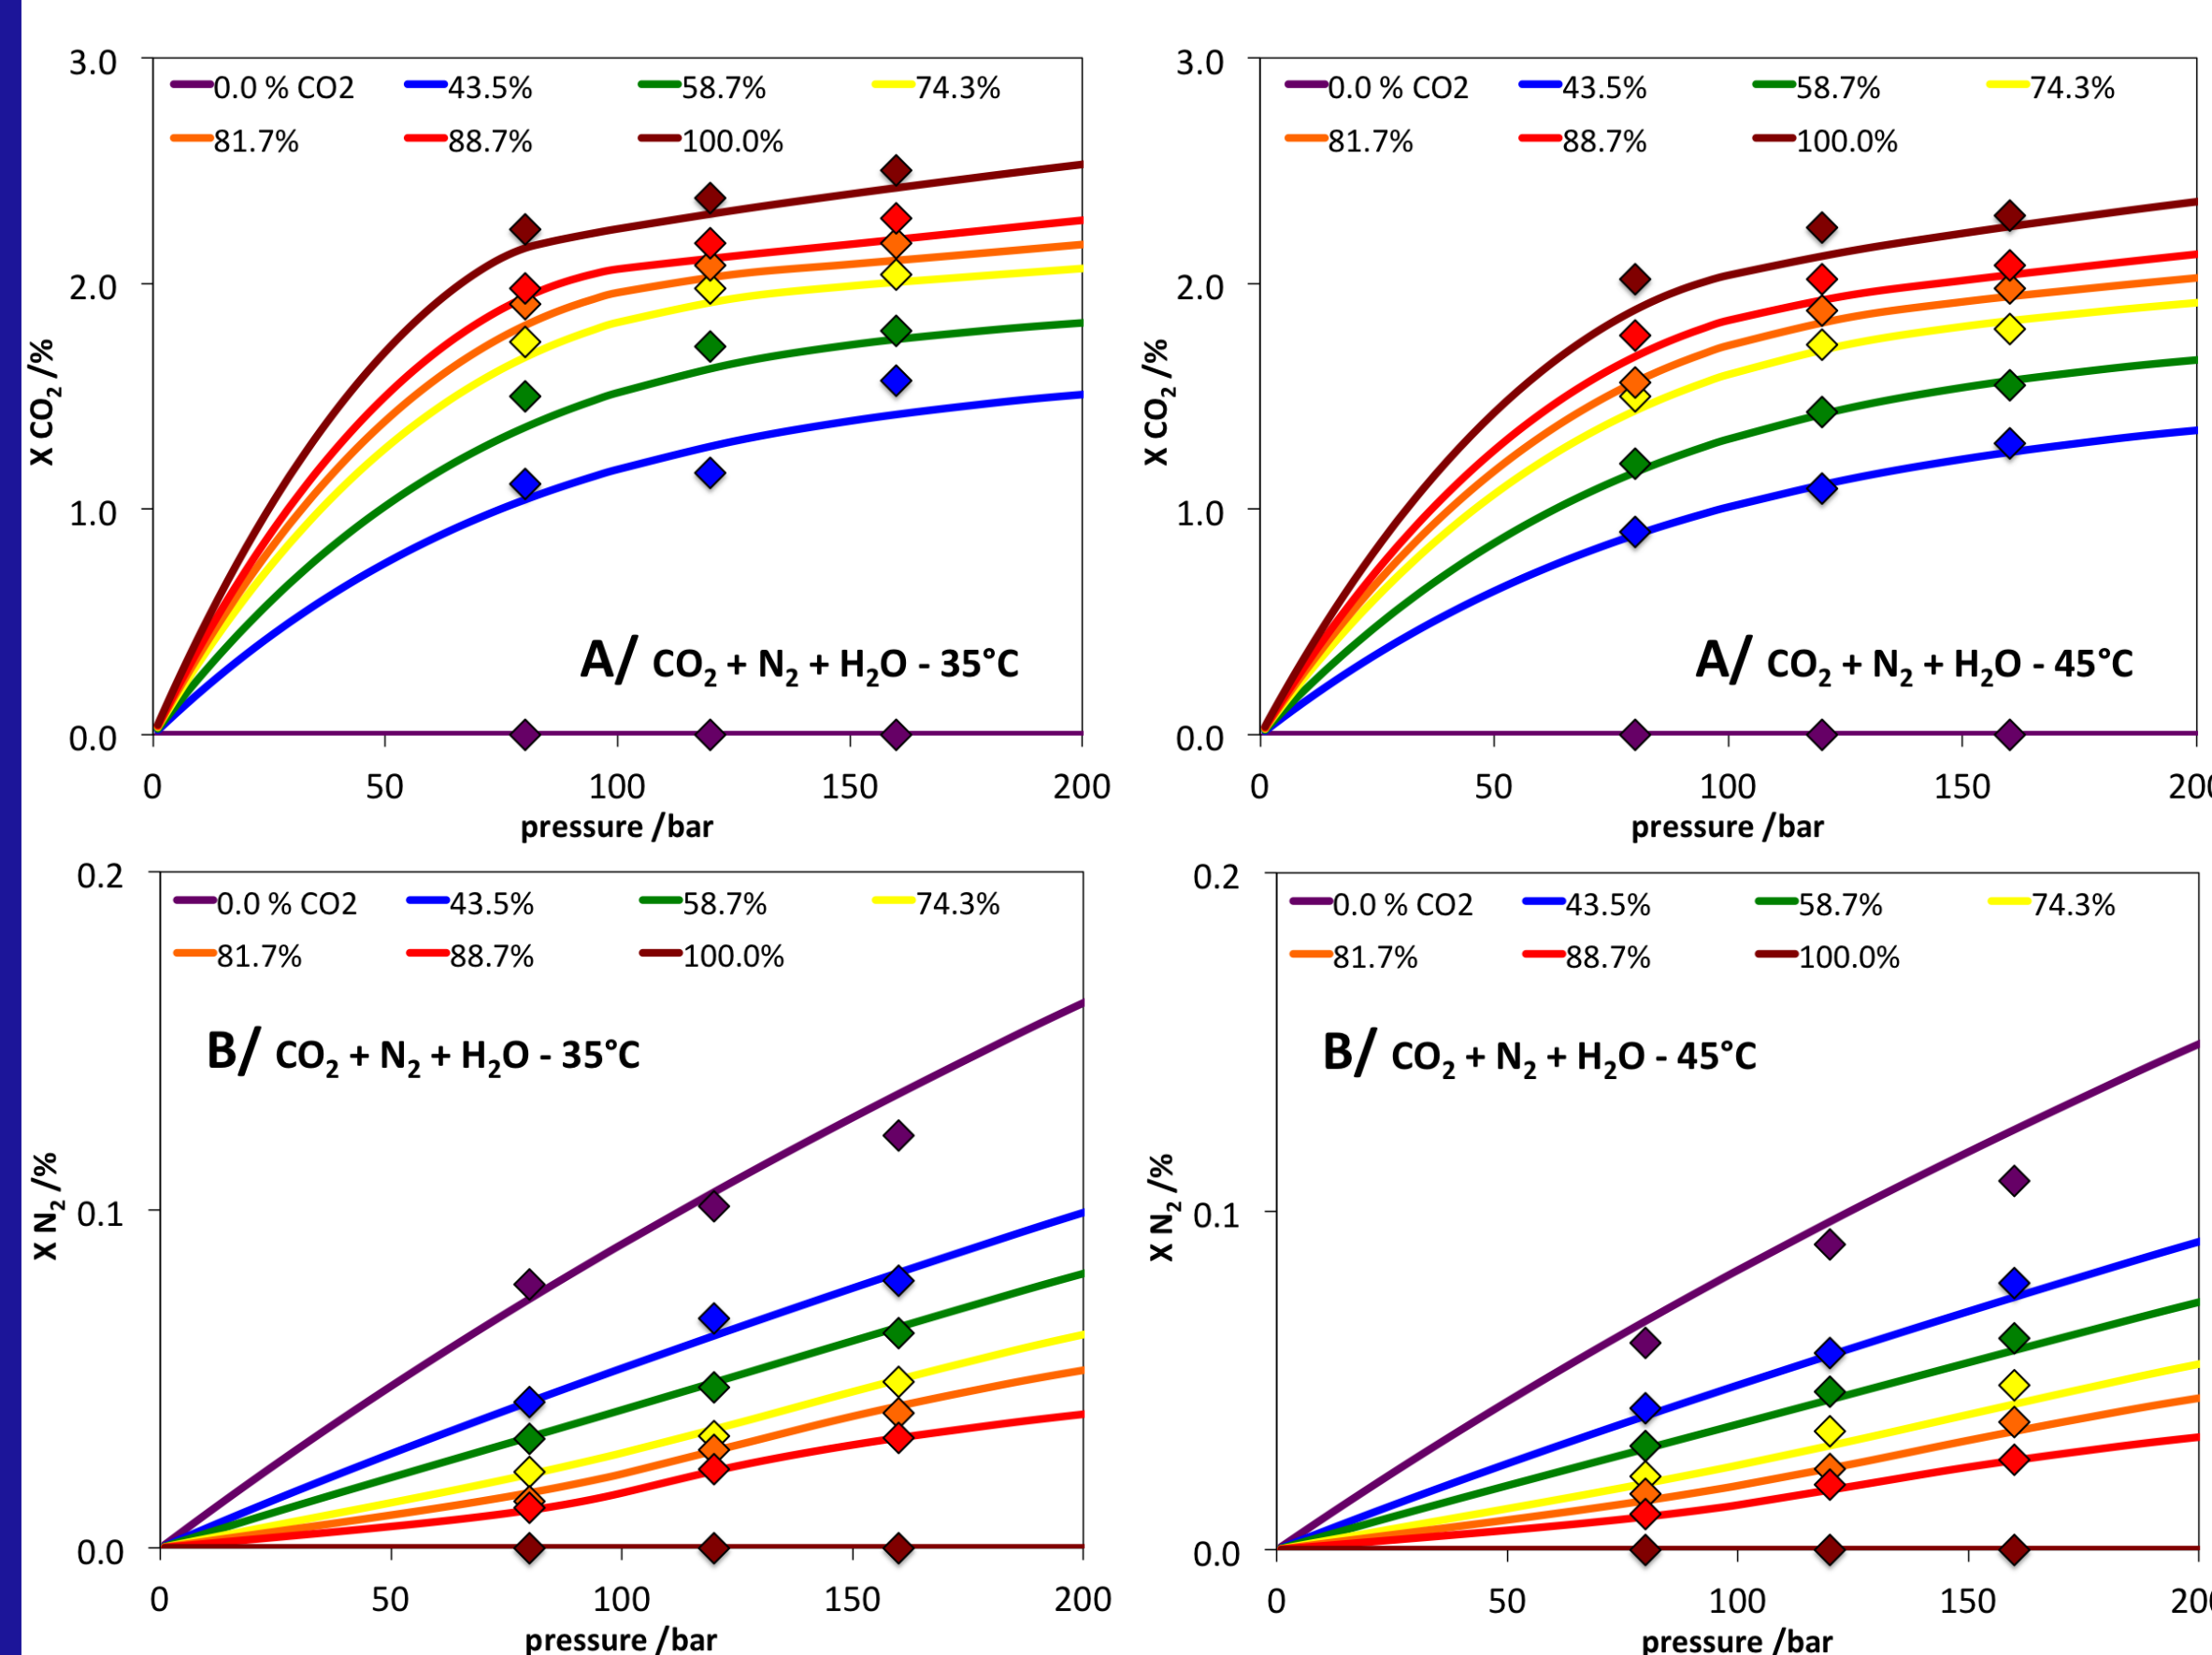 3.0
0.0 % CO2 43.5% 58.7% 74.3%
81.7% 88.7% 100.0%
2.0
1.0
0.0
X CO₂ /%
A/ CO₂ + N₂ + H₂O - 35°C
0 50 100 150 200
pressure /bar
3.0
0.0 % CO2 43.5% 58.7% 74.3%
81.7% 88.7% 100.0%
2.0
1.0
0.0
X CO₂ /%
A/ CO₂ + N₂ + H₂O - 45°C
0 50 100 150 200
pressure /bar
0.2
0.0 % CO2 43.5% 58.7% 74.3%
81.7% 88.7% 100.0%
B/ CO₂ + N₂ + H₂O - 35°C
0.1
0.0
X N₂ /%
0 50 100 150 200
pressure /bar
0.2
0.0 % CO2 43.5% 58.7% 74.3%
81.7% 88.7% 100.0%
B/ CO₂ + N₂ + H₂O - 45°C
0.1
0.0
X N₂ /%
0 50 100 150 200
pressure /bar